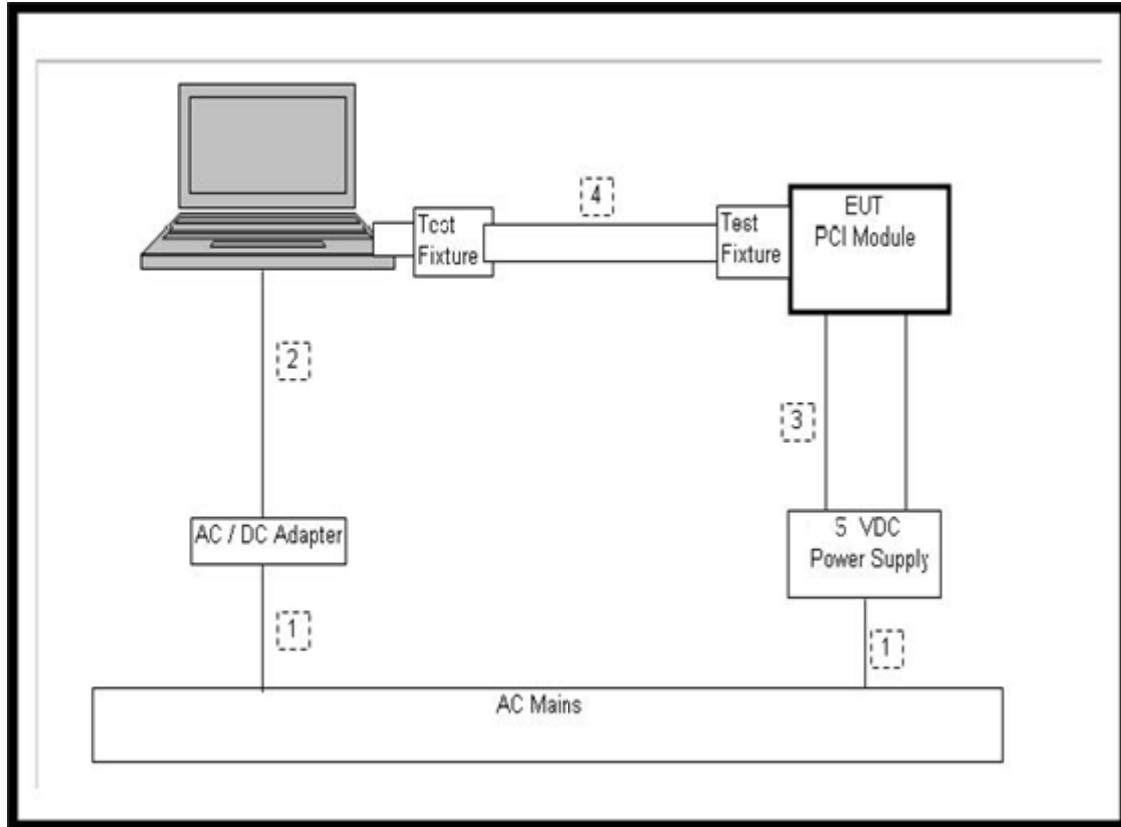 4
Test
Fixture
Test
Fixture
EUT
PCI Module
2
3
AC / DC Adapter
5 VDC
Power Supply
1
1
AC Mains